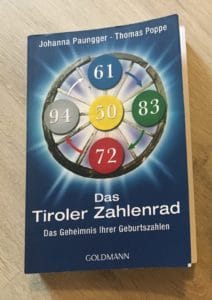 Johanna Paungger · Thomas Poppe
61
94
50
83
72
Das
Tiroler Zahlenrad
Das Geheimnis Ihrer Geburtszahlen
GOLDMANN